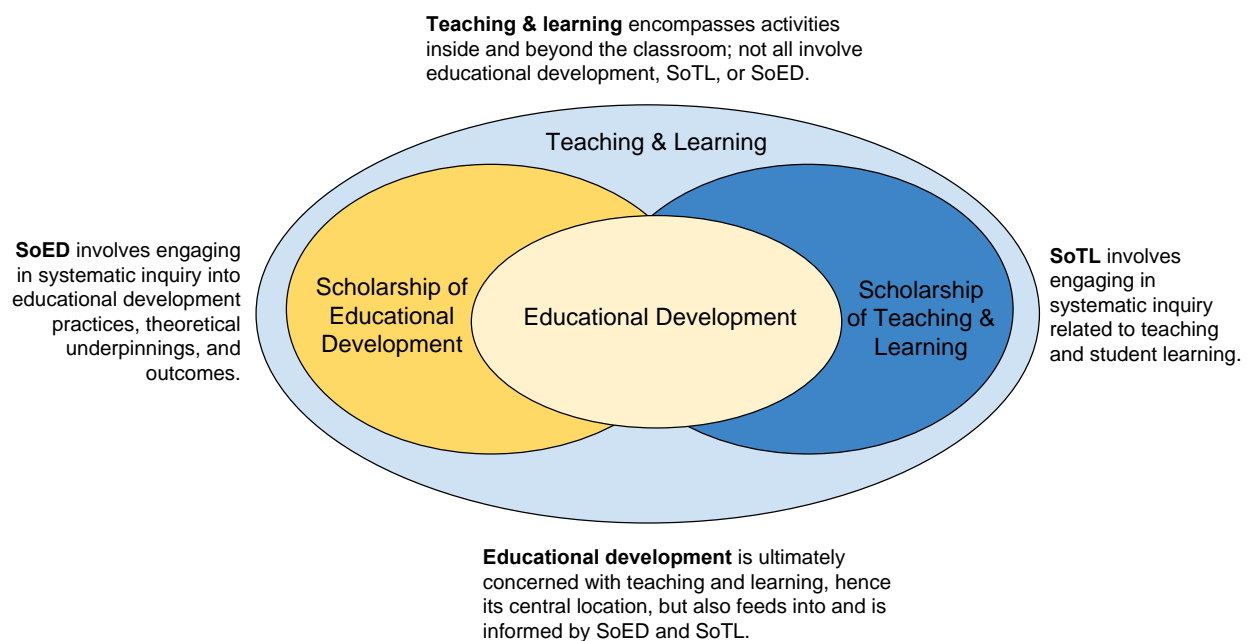 Teaching & learning encompasses activities
inside and beyond the classroom; not all involve
educational development, SoTL, or SoED.
Teaching & Learning
SoED involves engaging
in systematic inquiry into
educational development
practices, theoretical
underpinnings, and
outcomes.
Scholarship of
Educational
Development
Educational Development
Scholarship
of Teaching &
Learning
SoTL involves
engaging in
systematic inquiry
related to teaching
and student learning.
Educational development is ultimately
concerned with teaching and learning, hence
its central location, but also feeds into and is
informed by SoED and SoTL.